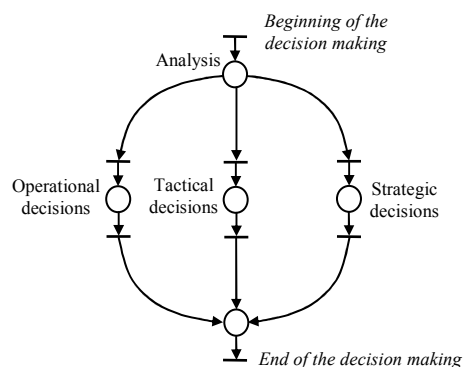 Beginning of the
decision making
Analysis
Operational
decisions
Tactical
decisions
Strategic
decisions
End of the decision making